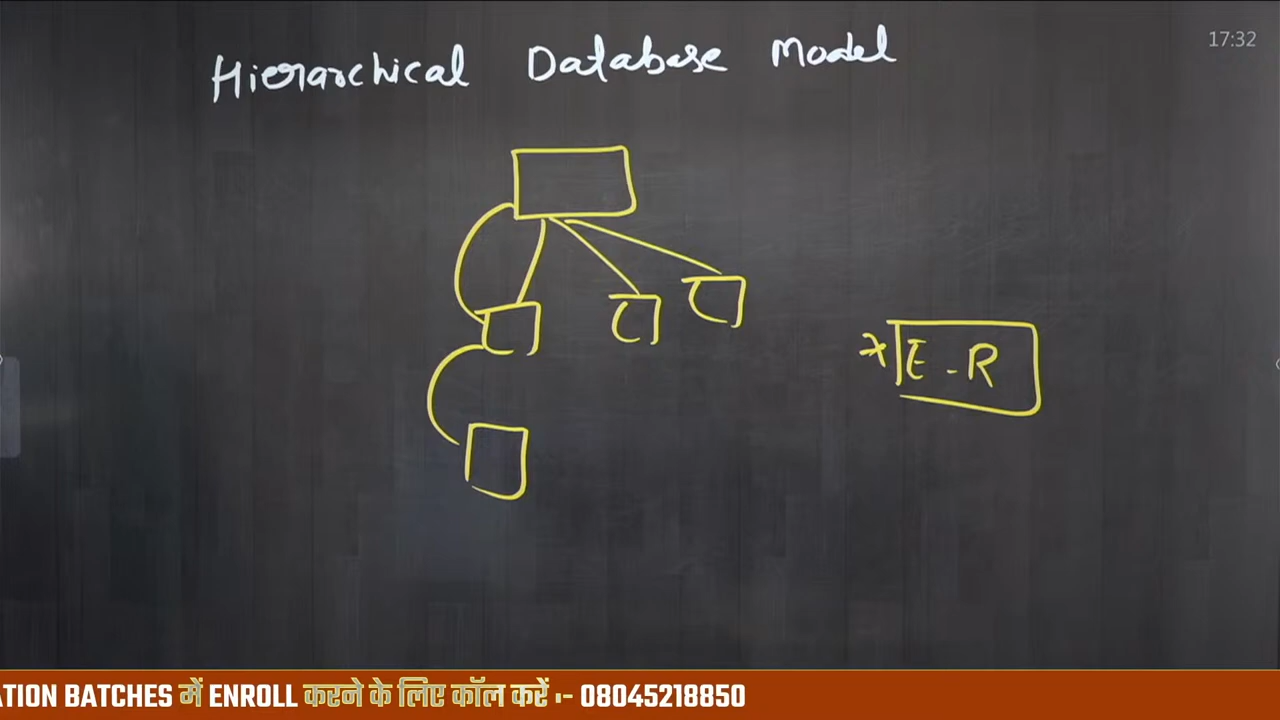 Hierarchical Database Model
17:32
*E-R
ATION BATCHES में ENROLL करने के लिए कॉल करें :- 08045218850